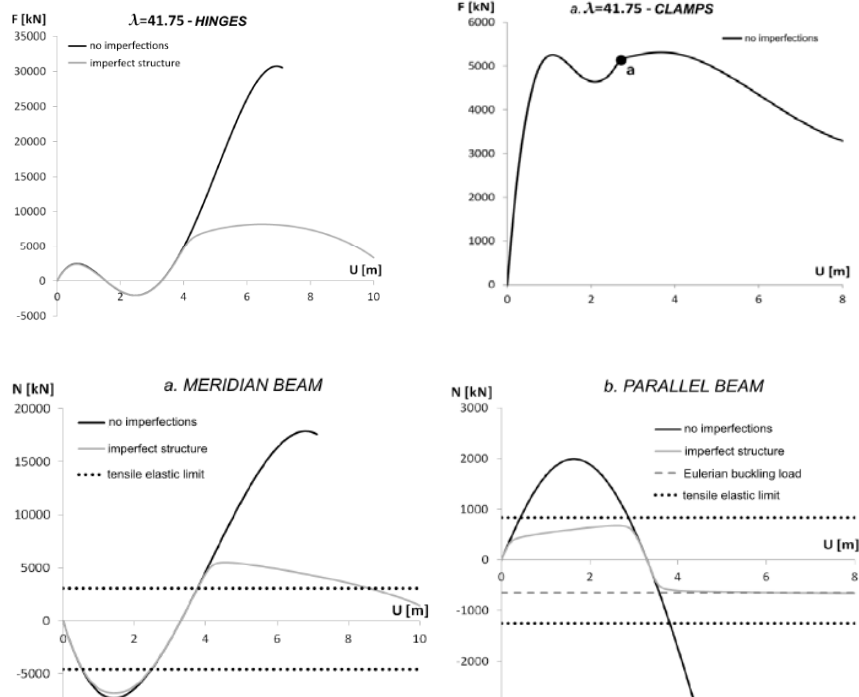 F [kN]
λ=41.75 - HINGES
no imperfections
imperfect structure
35000
30000
25000
20000
15000
10000
5000
0
-5000
0
2
4
6
8
10
U [m]
F [kN]
a. λ=41.75 - CLAMPS
no imperfections
6000
5000
4000
3000
2000
1000
0
a
U [m]
0
2
4
6
8
N [kN]
a. MERIDIAN BEAM
no imperfections
imperfect structure
tensile elastic limit
20000
15000
10000
5000
0
-5000
U [m]
0
2
4
6
8
10
N [kN]
b. PARALLEL BEAM
no imperfections
imperfect structure
Eulerian buckling load
tensile elastic limit
3000
2000
1000
0
-1000
-2000
U [m]
0
2
4
6
8